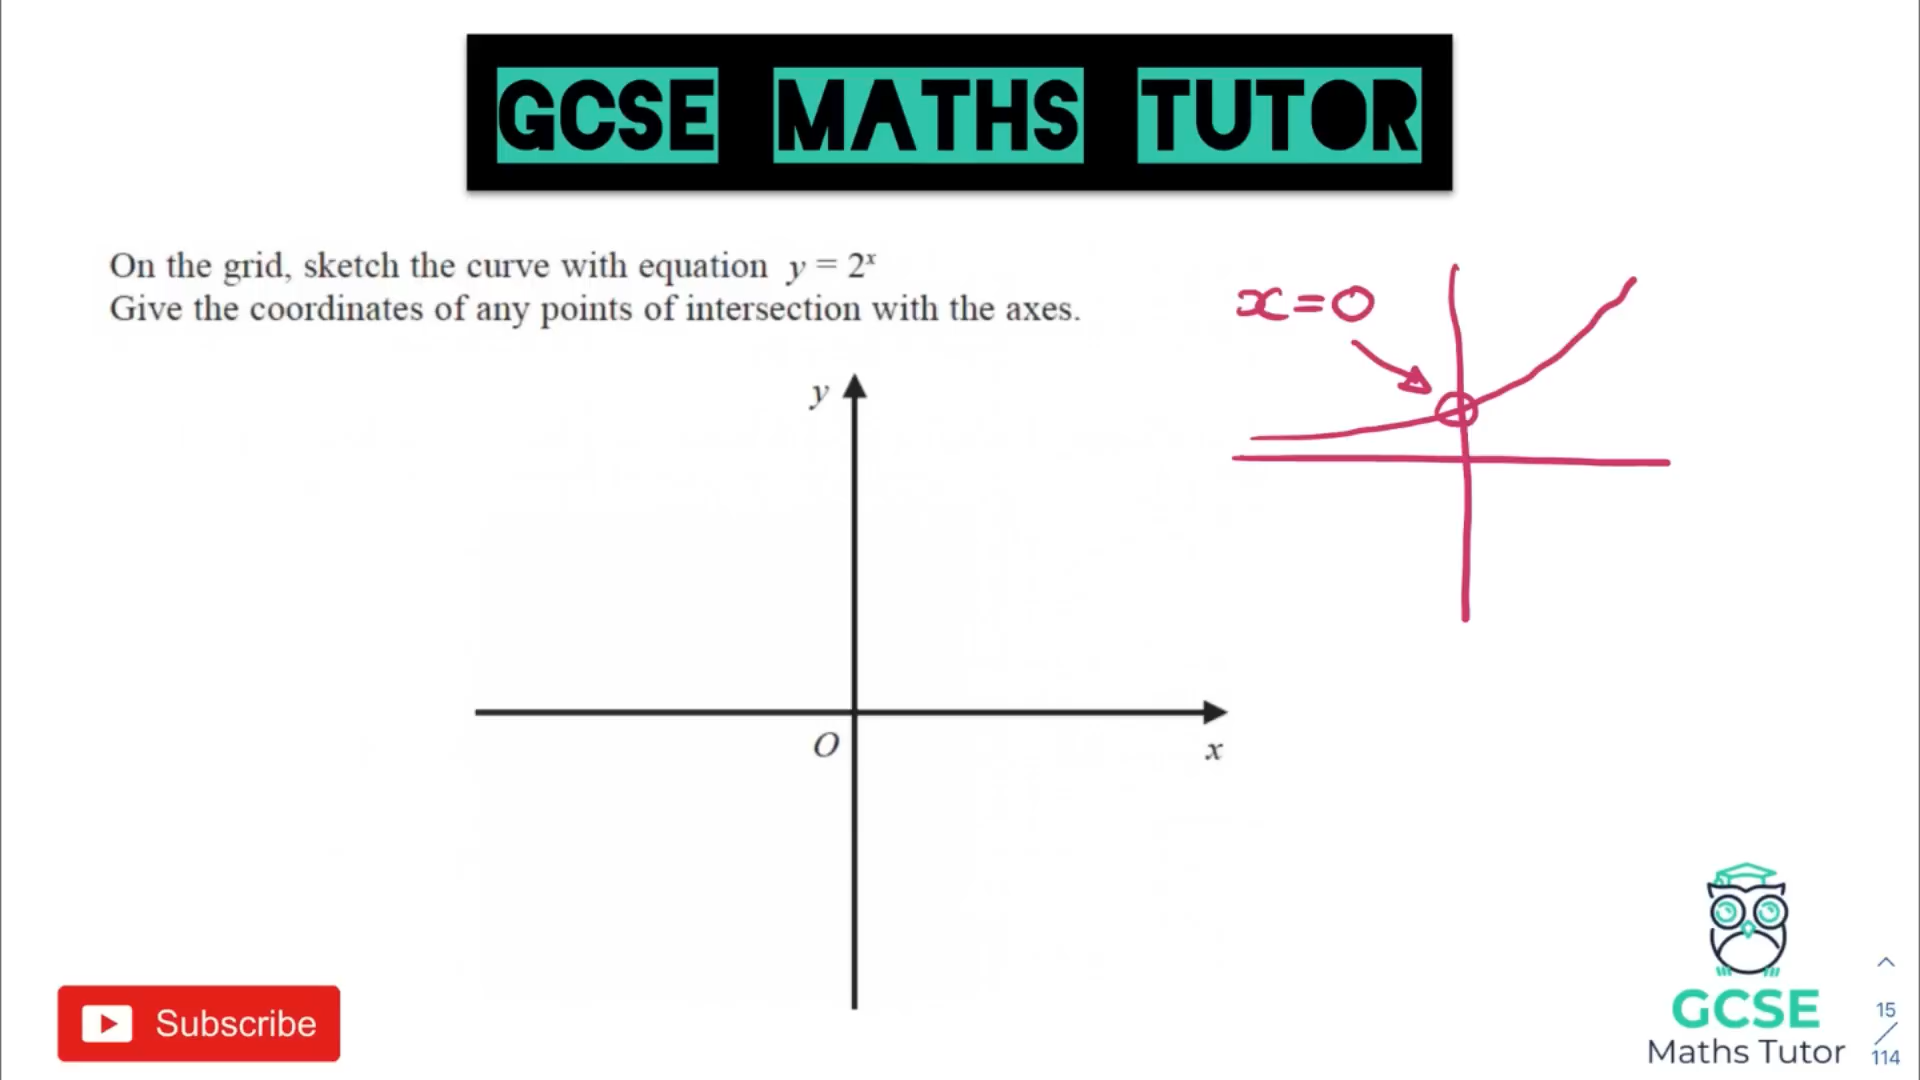 GCSE MATHS TUTOR
On the grid, sketch the curve with equation y = 2ˣ
Give the coordinates of any points of intersection with the axes.
x=0
y
O
x
Subscribe
GCSE
Maths Tutor
15
/
114